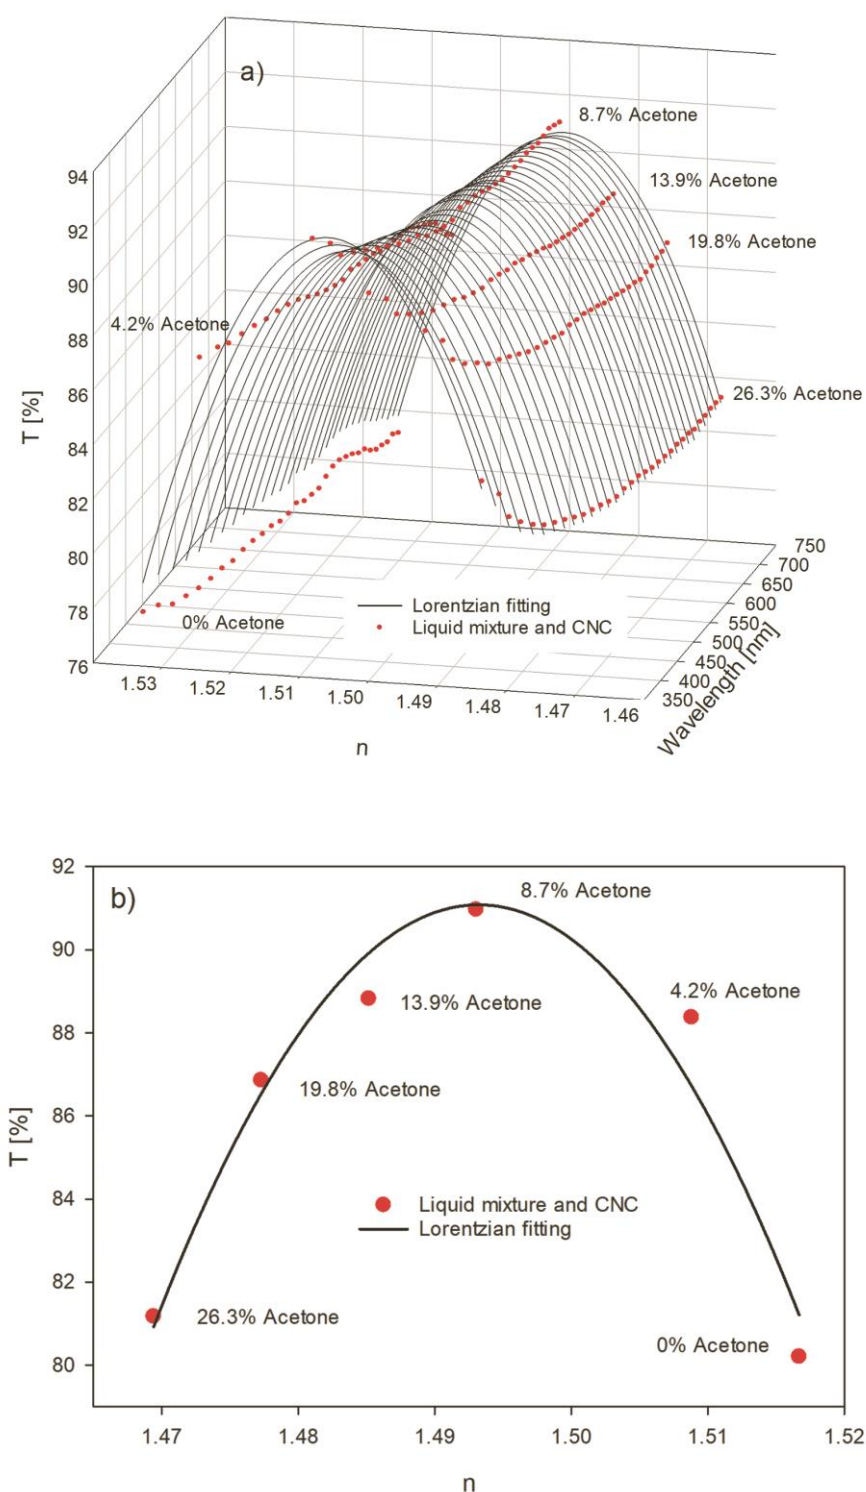 a)
8.7% Acetone
13.9% Acetone
19.8% Acetone
4.2% Acetone
26.3% Acetone
0% Acetone
T [%]
94
92
90
88
86
84
82
80
78
76
Lorentzian fitting
Liquid mixture and CNC
1.53
1.52
1.51
1.50
1.49
1.48
1.47
1.46
n
750
700
650
600
550
500
450
400
350
Wavelength [nm]
b)
92
90
88
86
84
82
80
T [%]
8.7% Acetone
4.2% Acetone
13.9% Acetone
19.8% Acetone
Liquid mixture and CNC
Lorentzian fitting
26.3% Acetone
0% Acetone
1.47
1.48
1.49
1.50
1.51
1.52
n